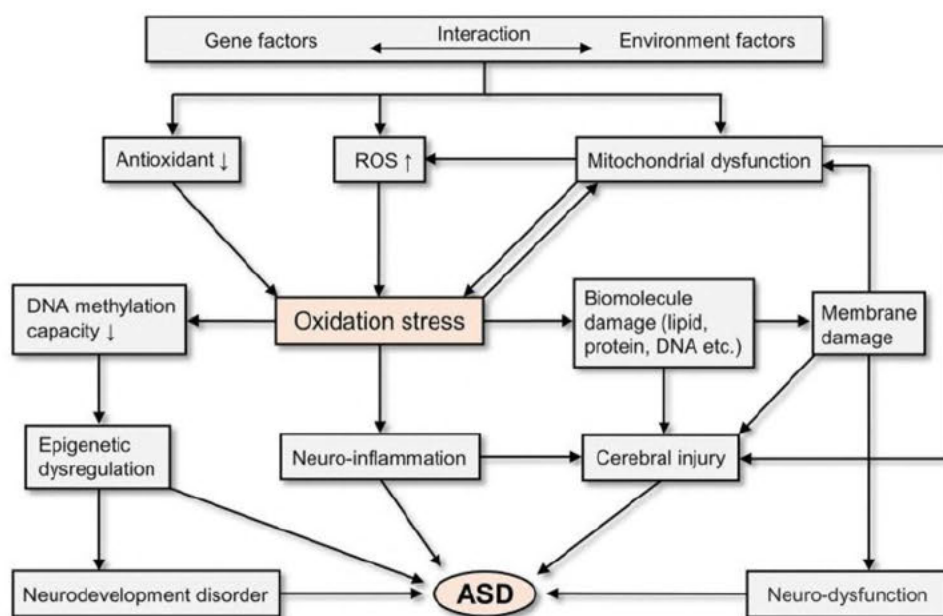 Gene factors
Interaction
Environment factors
Antioxidant ↓
ROS ↑
Mitochondrial dysfunction
DNA methylation
capacity ↓
Oxidation stress
Biomolecule
damage (lipid,
protein, DNA etc.)
Membrane
damage
Epigenetic
dysregulation
Neuro-inflammation
Cerebral injury
Neurodevelopment disorder
ASD
Neuro-dysfunction